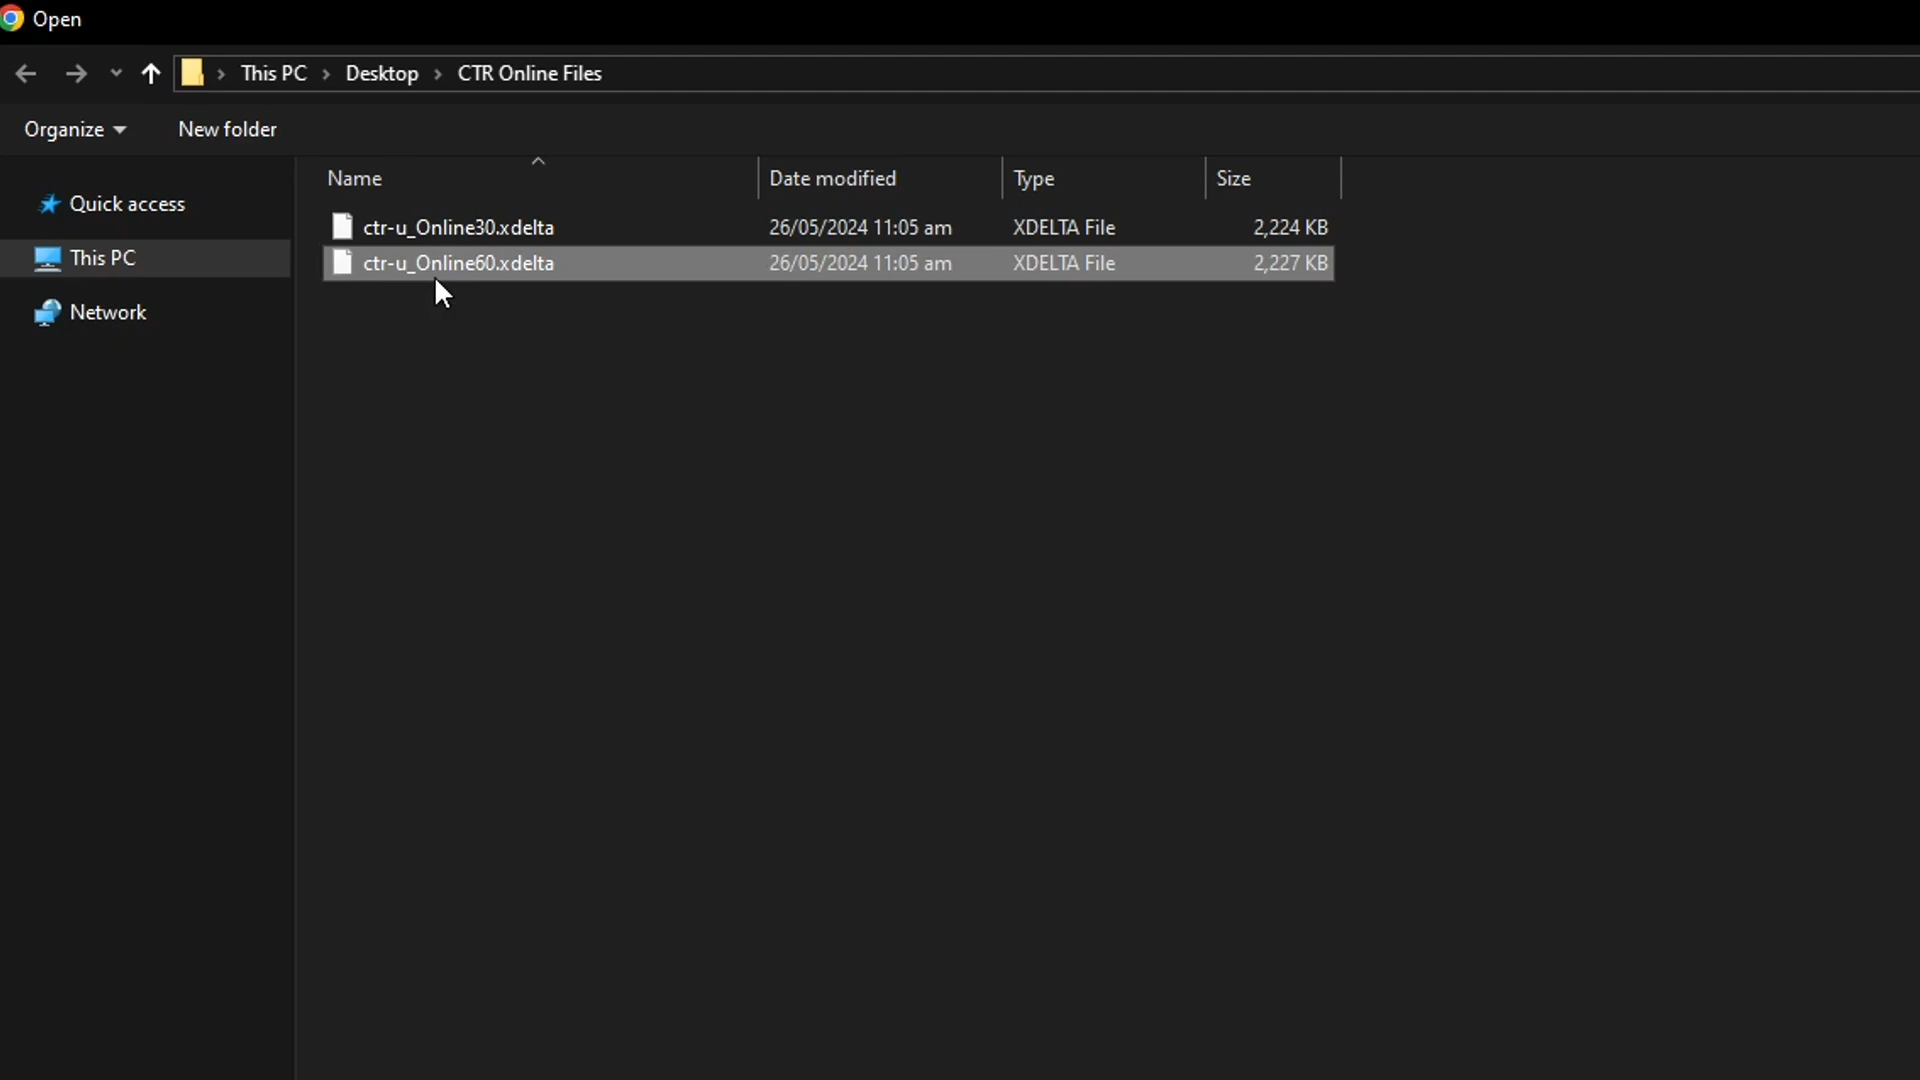 Open
This PC > Desktop > CTR Online Files
Organize New folder
Name Date modified Type Size
Quick access
This PC
Network
ctr-u_Online30.xdelta 26/05/2024 11:05 am XDELTA File 2,224 KB
ctr-u_Online60.xdelta 26/05/2024 11:05 am XDELTA File 2,227 KB